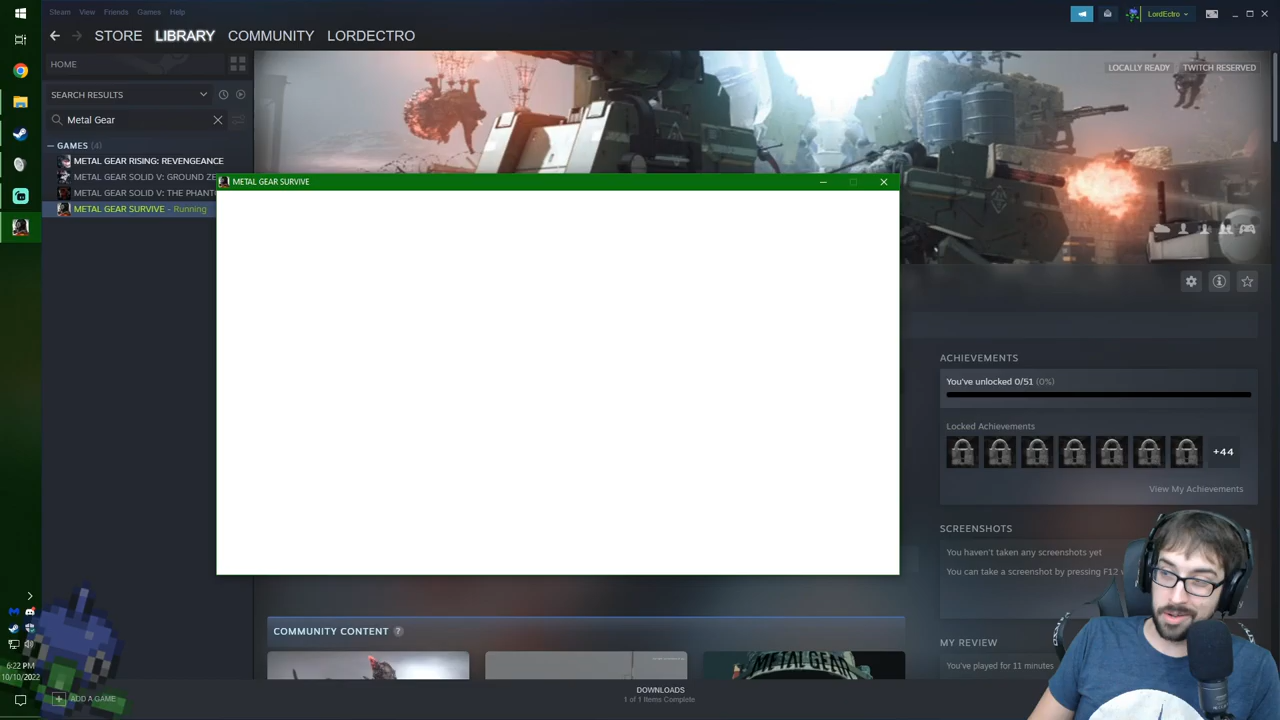 Steam View Friends Games Help
LordEctro
STORE LIBRARY COMMUNITY LORDECTRO
HOME
LOCALLY READY TWITCH RESERVED
SEARCH RESULTS
Metal Gear
GAMES (4)
METAL GEAR RISING: REVENGEANCE
METAL GEAR SOLID V: GROUND ZE
METAL GEAR SOLID V: THE PHANT
METAL GEAR SURVIVE
METAL GEAR SURVIVE - Running
ACHIEVEMENTS
You've unlocked 0/51 (0%)
Locked Achievements
+44
View My Achievements
SCREENSHOTS
You haven't taken any screenshots yet
You can take a screenshot by pressing F12
COMMUNITY CONTENT ?
MY REVIEW
METAL GEAR
You've played for 11 minutes
6:22 PM
10/10/2022
ADD A GAME
DOWNLOADS
1 of 1 Items Complete